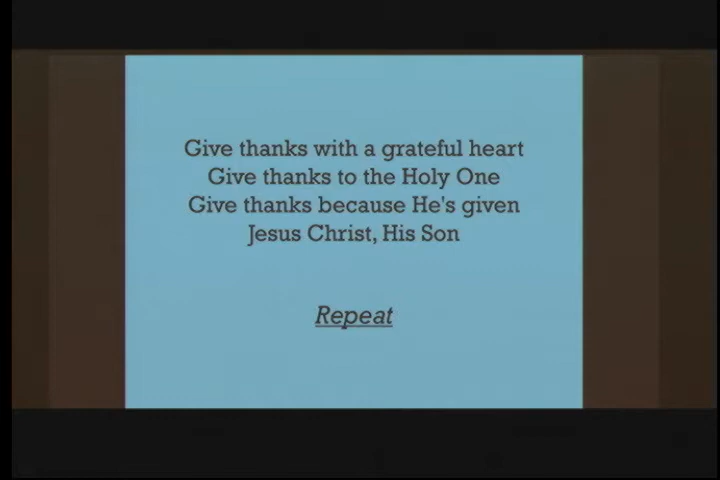 Give thanks with a grateful heart
Give thanks to the Holy One
Give thanks because He's given
Jesus Christ, His Son
Repeat